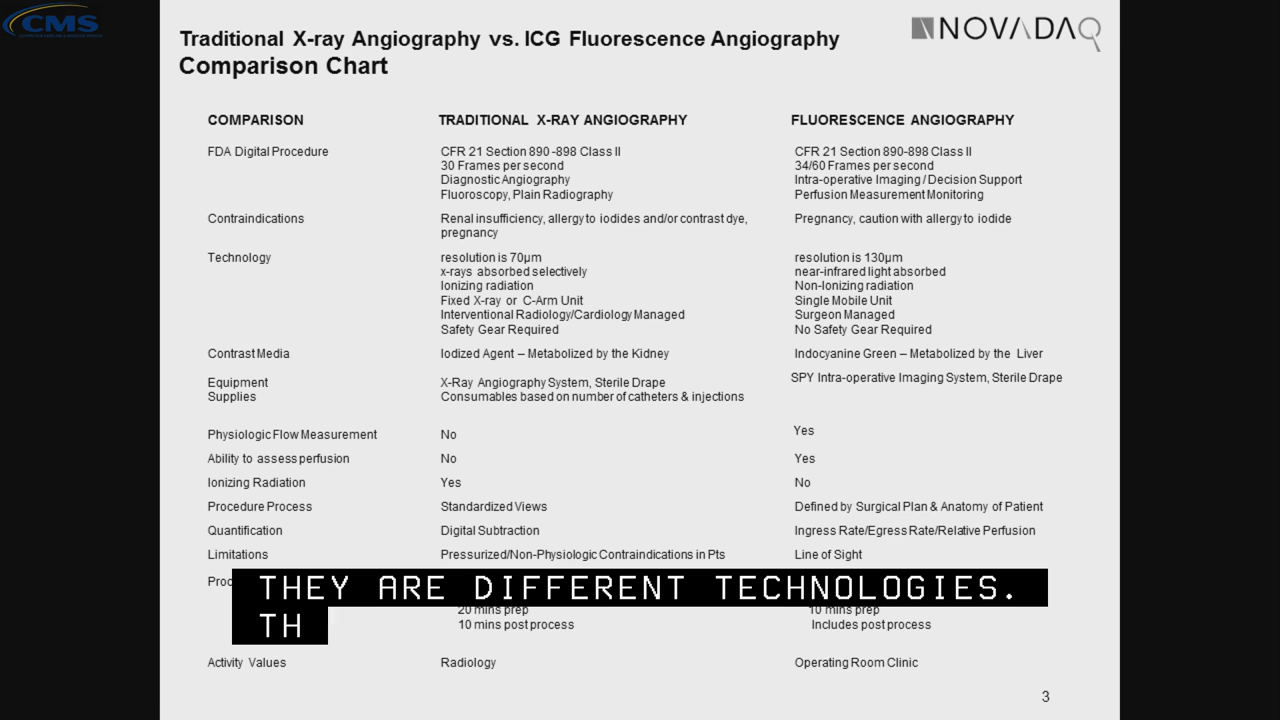 CMS
NOVADAQ
Traditional X-ray Angiography vs. ICG Fluorescence Angiography
Comparison Chart
COMPARISON TRADITIONAL X-RAY ANGIOGRAPHY FLUORESCENCE ANGIOGRAPHY
FDA Digital Procedure CFR 21 Section 890-898 Class II CFR 21 Section 890-898 Class II
30 Frames per second 34/60 Frames per second
Diagnostic Angiography Intra-operative Imaging / Decision Support
Fluoroscopy, Plain Radiography Perfusion Measurement Monitoring
Contraindications Renal insufficiency, allergy to iodides and/or contrast dye, Pregnancy, caution with allergy to iodide
pregnancy
Technology resolution is 70µm resolution is 130µm
x-rays absorbed selectively near-infrared light absorbed
Ionizing radiation Non-Ionizing radiation
Fixed X-ray or C-Arm Unit Single Mobile Unit
Interventional Radiology/Cardiology Managed Surgeon Managed
Safety Gear Required No Safety Gear Required
Contrast Media Iodized Agent – Metabolized by the Kidney Indocyanine Green – Metabolized by the Liver
Equipment X-Ray Angiography System, Sterile Drape SPY Intra-operative Imaging System, Sterile Drape
Supplies Consumables based on number of catheters & injections
Physiologic Flow Measurement No Yes
Ability to assess perfusion No Yes
Ionizing Radiation Yes No
Procedure Process Standardized Views Defined by Surgical Plan & Anatomy of Patient
Quantification Digital Subtraction Ingress Rate/Egress Rate/Relative Perfusion
Limitations Pressurized/Non-Physiologic Contraindications in Pts Line of Sight
THEY ARE DIFFERENT TECHNOLOGIES.
TH
20 mins prep 10 mins prep
10 mins post process Includes post process
Activity Values Radiology Operating Room Clinic
3